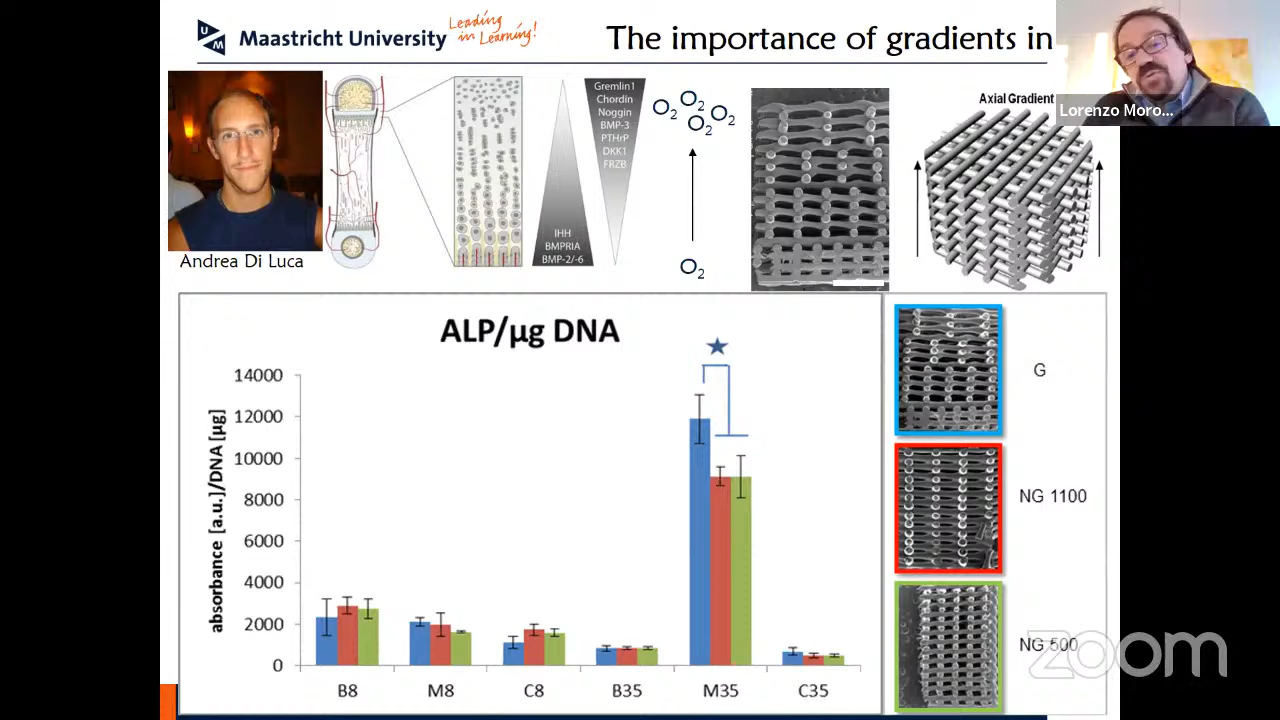 UM
Maastricht University
Leading
in Learning!
The importance of gradients in
Lorenzo Moro...
Andrea Di Luca
IHH
BMPRIA
BMP-2/-6
Gremlin1
Chordin
Noggin
BMP-3
PTHrP
DKK1
FRZB
O2
O2
O2
O2
O2
Axial Gradient
ALP/µg DNA
absorbance [a.u.]/DNA [µg]
14000
12000
10000
8000
6000
4000
2000
0
B8 M8 C8 B35 M35 C35
G
NG 1100
NG 500
zoom